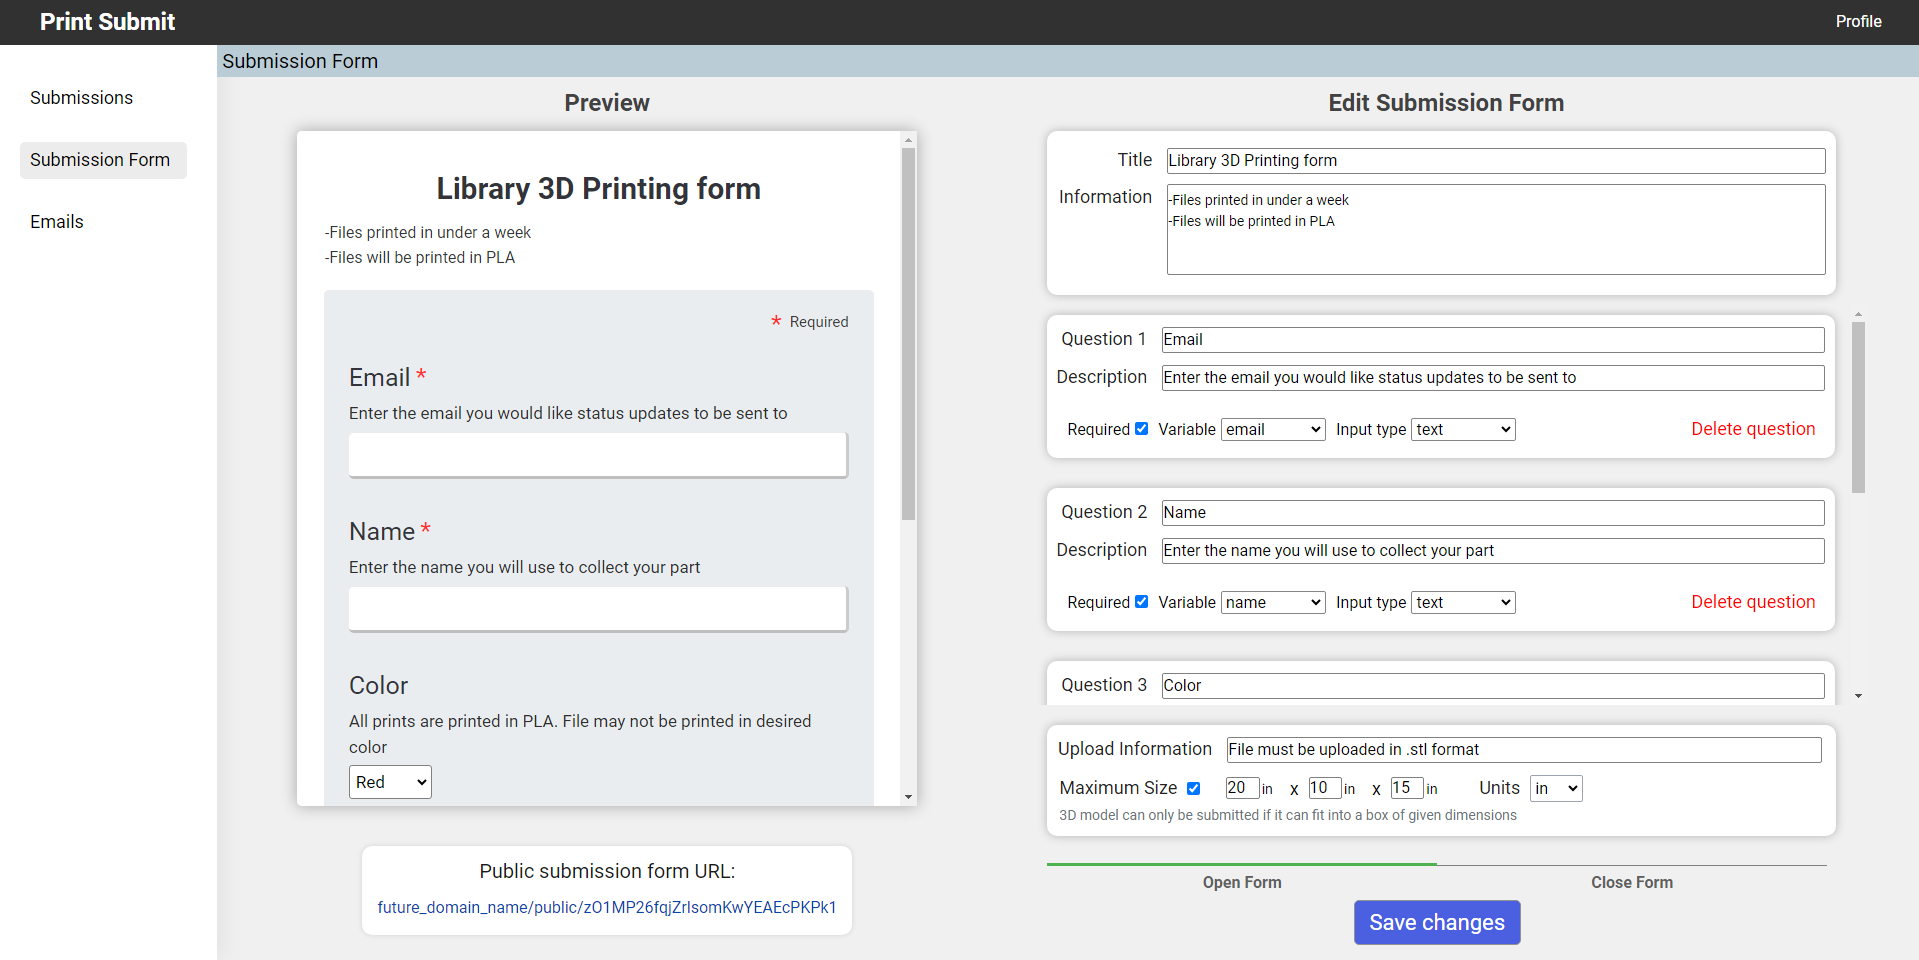 Print Submit
Profile
Submissions
Submission Form
Emails
Submission Form
Preview
Library 3D Printing form
-Files printed in under a week
-Files will be printed in PLA
* Required
Email *
Enter the email you would like status updates to be sent to
Name *
Enter the name you will use to collect your part
Color
All prints are printed in PLA. File may not be printed in desired
color
Red
Public submission form URL:
future_domain_name/public/zO1MP26fqjZrlsomKwYEAEcPKPk1
Edit Submission Form
Title Library 3D Printing form
Information -Files printed in under a week
-Files will be printed in PLA
Question 1 Email
Description Enter the email you would like status updates to be sent to
Required Variable email Input type text Delete question
Question 2 Name
Description Enter the name you will use to collect your part
Required Variable name Input type text Delete question
Question 3 Color
Upload Information File must be uploaded in .stl format
Maximum Size 20 in x 10 in x 15 in Units in
3D model can only be submitted if it can fit into a box of given dimensions
Open Form Close Form
Save changes